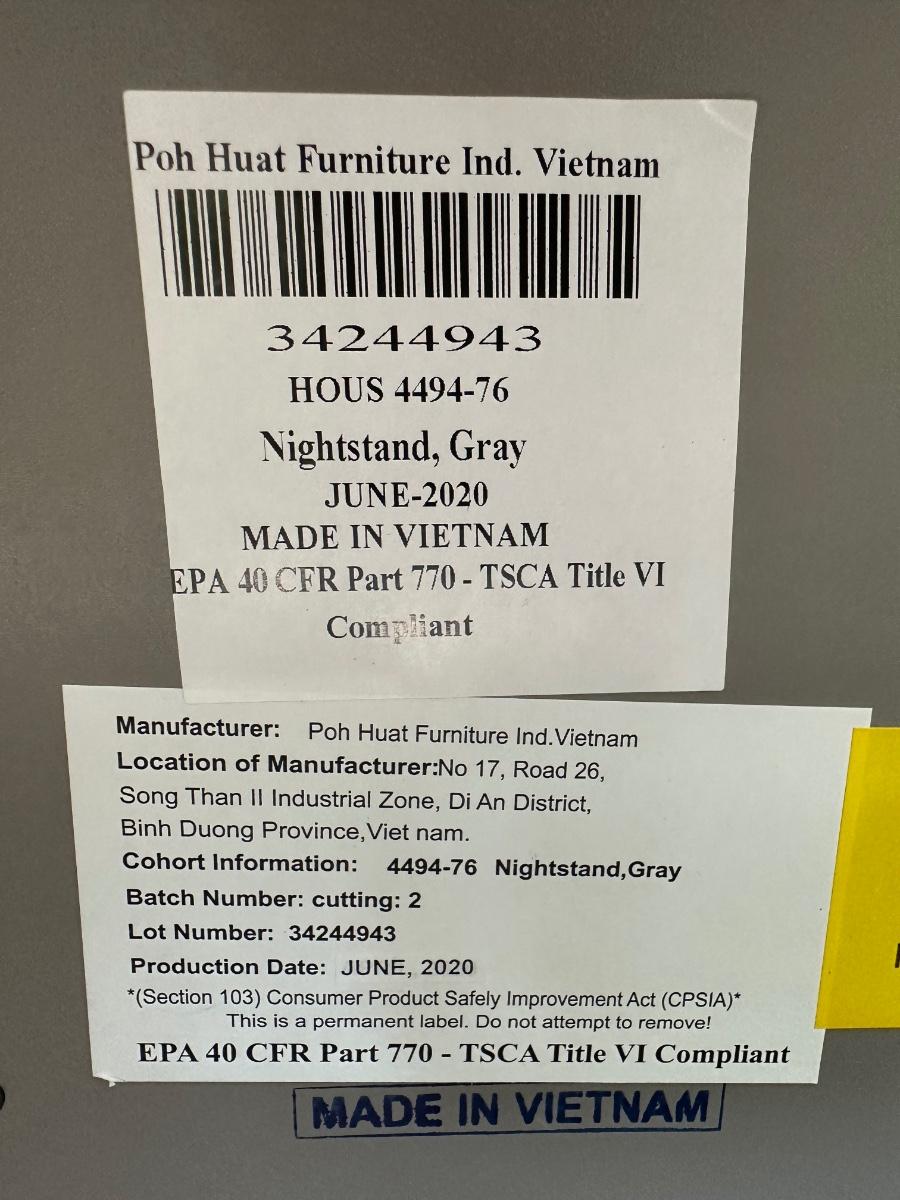 Poh Huat Furniture Ind. Vietnam
34244943
HOUS 4494-76
Nightstand, Gray
JUNE-2020
MADE IN VIETNAM
EPA 40 CFR Part 770 - TSCA Title VI
Compliant
Manufacturer: Poh Huat Furniture Ind.Vietnam
Location of Manufacturer:No 17, Road 26,
Song Than II Industrial Zone, Di An District,
Binh Duong Province,Viet nam.
Cohort Information: 4494-76 Nightstand,Gray
Batch Number: cutting: 2
Lot Number: 34244943
Production Date: JUNE, 2020
*(Section 103) Consumer Product Safely Improvement Act (CPSIA)*
This is a permanent label. Do not attempt to remove!
EPA 40 CFR Part 770 - TSCA Title VI Compliant
MADE IN VIETNAM